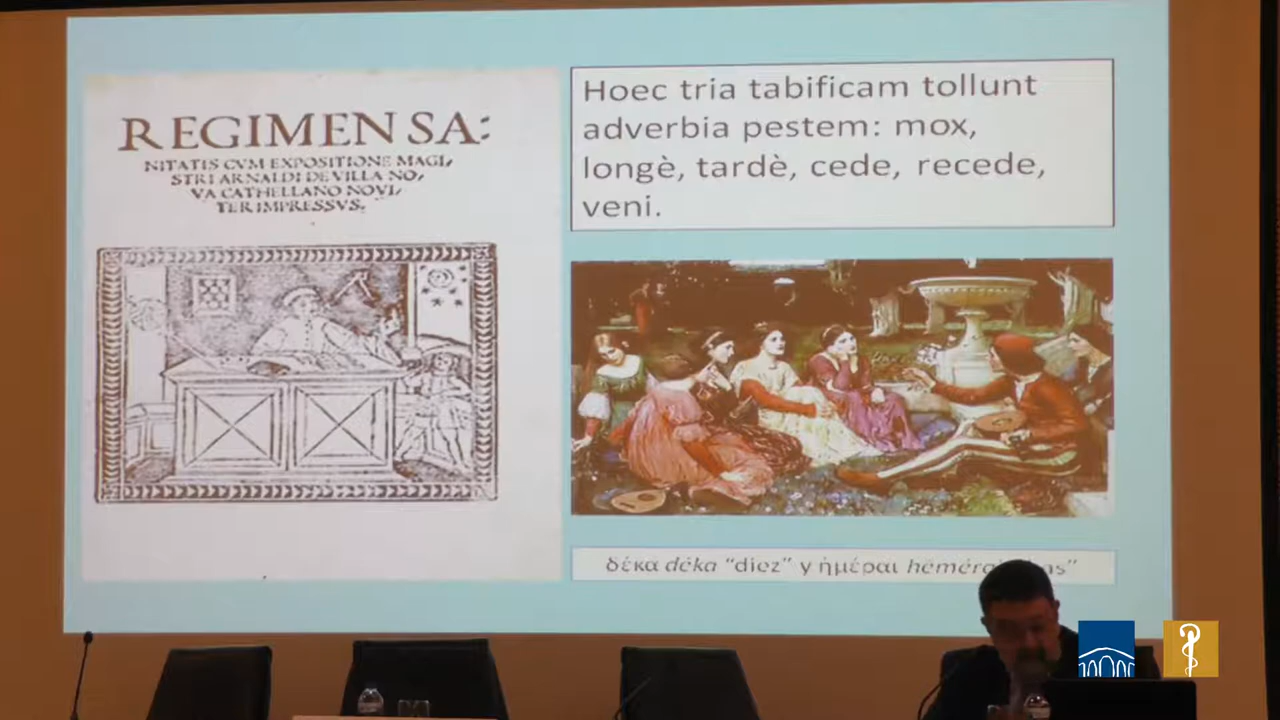 REGIMEN SA:
NITATIS CVM EXPOSITIONE MAGI,
STRI ARNALDI DE VILLA NO,
VA CATHELLANO NOVI,
TER IMPRESSVS.
Hoec tria tabificam tollunt
adverbia pestem: mox,
longè, tardè, cede, recede,
veni.
δέκα déka “diez” y ἡμέραι